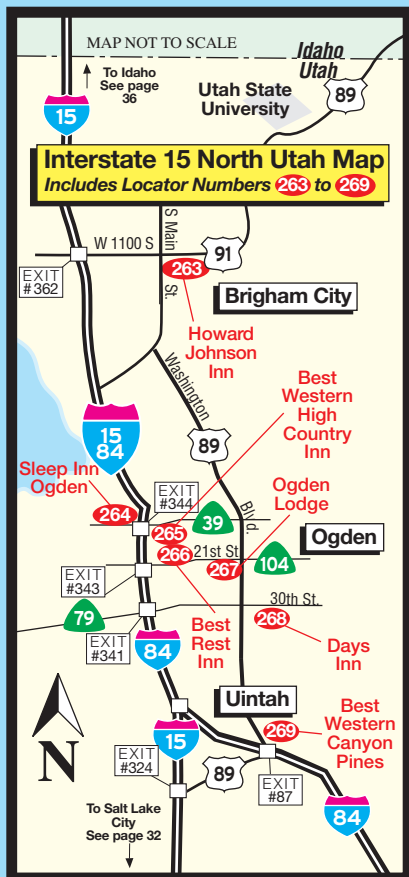 MAP NOT TO SCALE
Idaho
Utah
To Idaho
See page
36
Utah State
University
89
15
Interstate 15 North Utah Map
Includes Locator Numbers 263 to 269
S Main
St.
W 1100 S
91
263
EXIT
#362
Brigham City
Howard
Johnson
Inn
Washington
Blvd.
Best
Western
High
Country
Inn
15
84
89
Sleep Inn
Ogden
Ogden
Lodge
EXIT
#344
264
39
265
Ogden
21st St.
104
266
267
EXIT
#343
30th St.
79
268
EXIT
#341
Best
Rest
Inn
Days
Inn
84
Uintah
Best
Western
Canyon
Pines
269
15
N
EXIT
#324
89
EXIT
#87
To Salt Lake
City
See page 32
84